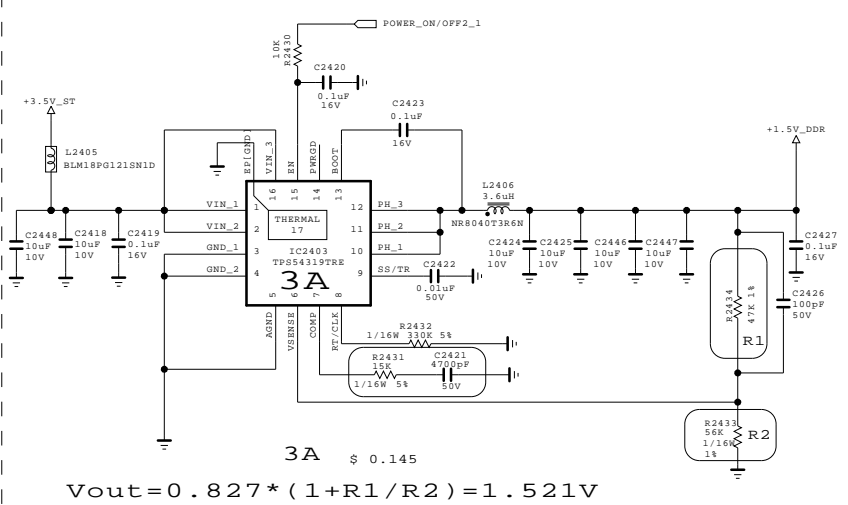 POWER_ON/OFF2_1
10K
R2430
C2420
0.1uF
16V
C2423
0.1uF
16V
+3.5V_ST
L2405
BLM18PG121SN1D
+1.5V_DDR
EP[GND]
VIN_3
EN
PWRGD
BOOT
16
15
14
13
L2406
3.6uH
NR8040T3R6N
VIN_1
1
VIN_2
2
GND_1
3
GND_2
4
THERMAL
17
IC2403
TPS54319TRE
3A
12
PH_3
11
PH_2
10
PH_1
9
SS/TR
5
6
7
8
AGND
VSENSE
COMP
RT/CLK
C2448
10uF
10V
C2418
10uF
10V
C2419
0.1uF
16V
C2422
0.01uF
50V
C2424
10uF
10V
C2425
10uF
10V
C2446
10uF
10V
C2447
10uF
10V
C2427
0.1uF
16V
R2434
47K 1%
R1
C2426
100pF
50V
R2432
1/16W 330K 5%
R2431
15K
1/16W 5%
C2421
4700pF
50V
R2433
56K
1/16W
1%
R2
3A
$ 0.145
Vout=0.827*(1+R1/R2)=1.521V